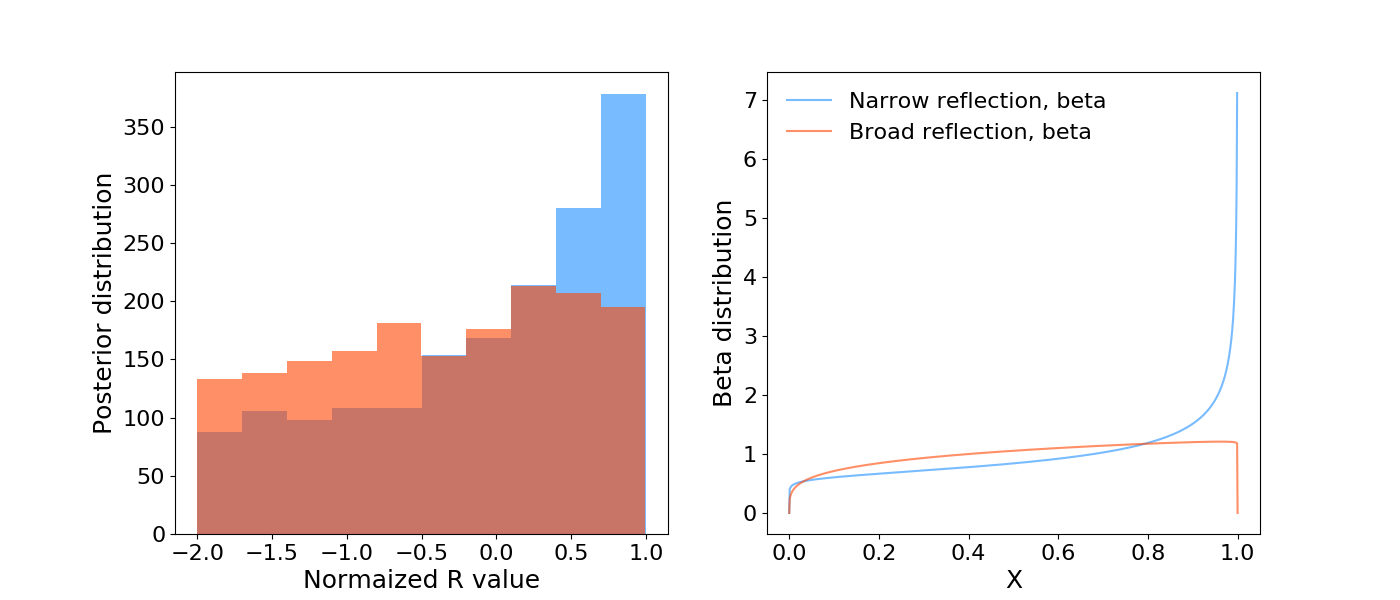 350
300
250
200
150
100
50
0
Posterior distribution
−2.0 −1.5 −1.0 −0.5 0.0 0.5 1.0
Normaized R value
7
6
5
4
3
2
1
0
Beta distribution
Narrow reflection, beta
Broad reflection, beta
0.0 0.2 0.4 0.6 0.8 1.0
X